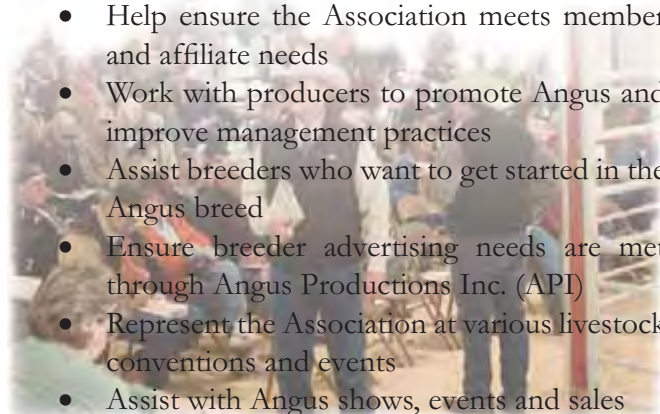 • Help ensure the Association meets member
and affiliate needs
• Work with producers to promote Angus and
improve management practices
• Assist breeders who want to get started in the
Angus breed
• Ensure breeder advertising needs are met
through Angus Productions Inc. (API)
• Represent the Association at various livestock
conventions and events
• Assist with Angus shows, events and sales